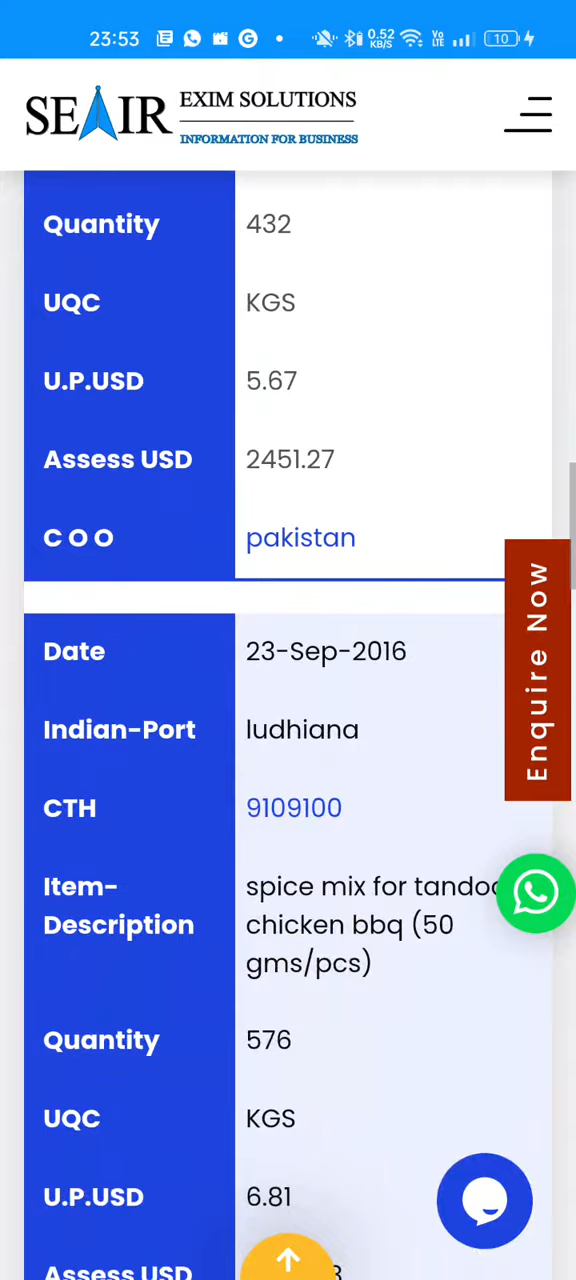 23:53
0.52 KB/S
Vo LTE
10
SEAIR EXIM SOLUTIONS
INFORMATION FOR BUSINESS
Quantity 432
UQC KGS
U.P.USD 5.67
Assess USD 2451.27
C O O pakistan
Date 23-Sep-2016
Indian-Port ludhiana
CTH 9109100
Item- spice mix for
Description chicken bbq (50
gms/pcs)
Quantity 576
UQC KGS
U.P.USD 6.81
Assess USD
Enquire Now